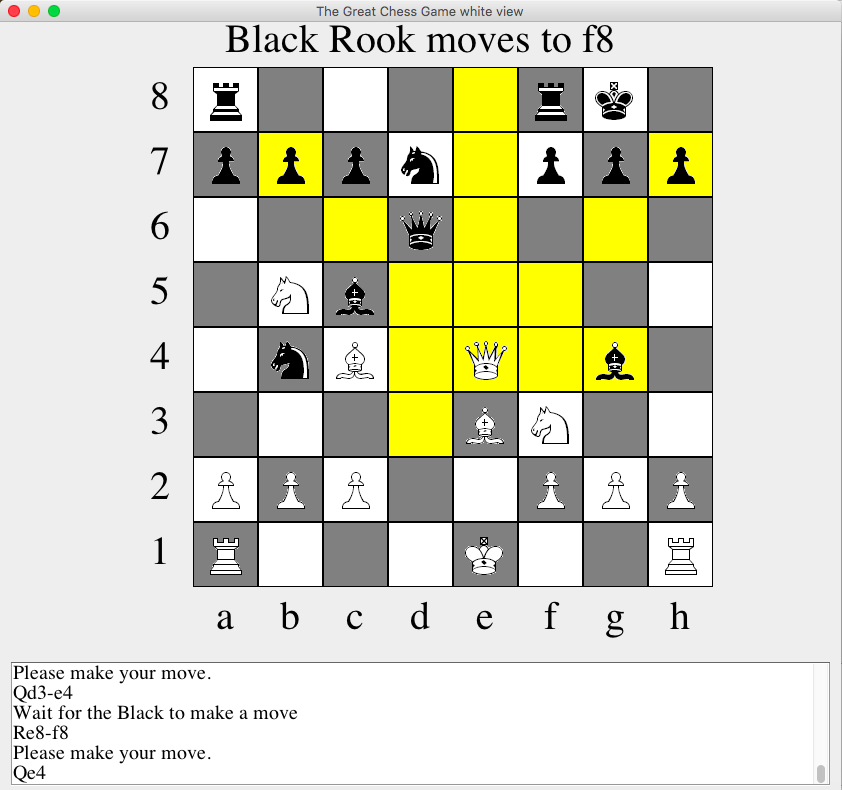 The Great Chess Game white view
Black Rook moves to f8
8
7
6
5
4
3
2
1
a b c d e f g h
Please make your move.
Qd3-e4
Wait for the Black to make a move
Re8-f8
Please make your move.
Qe4